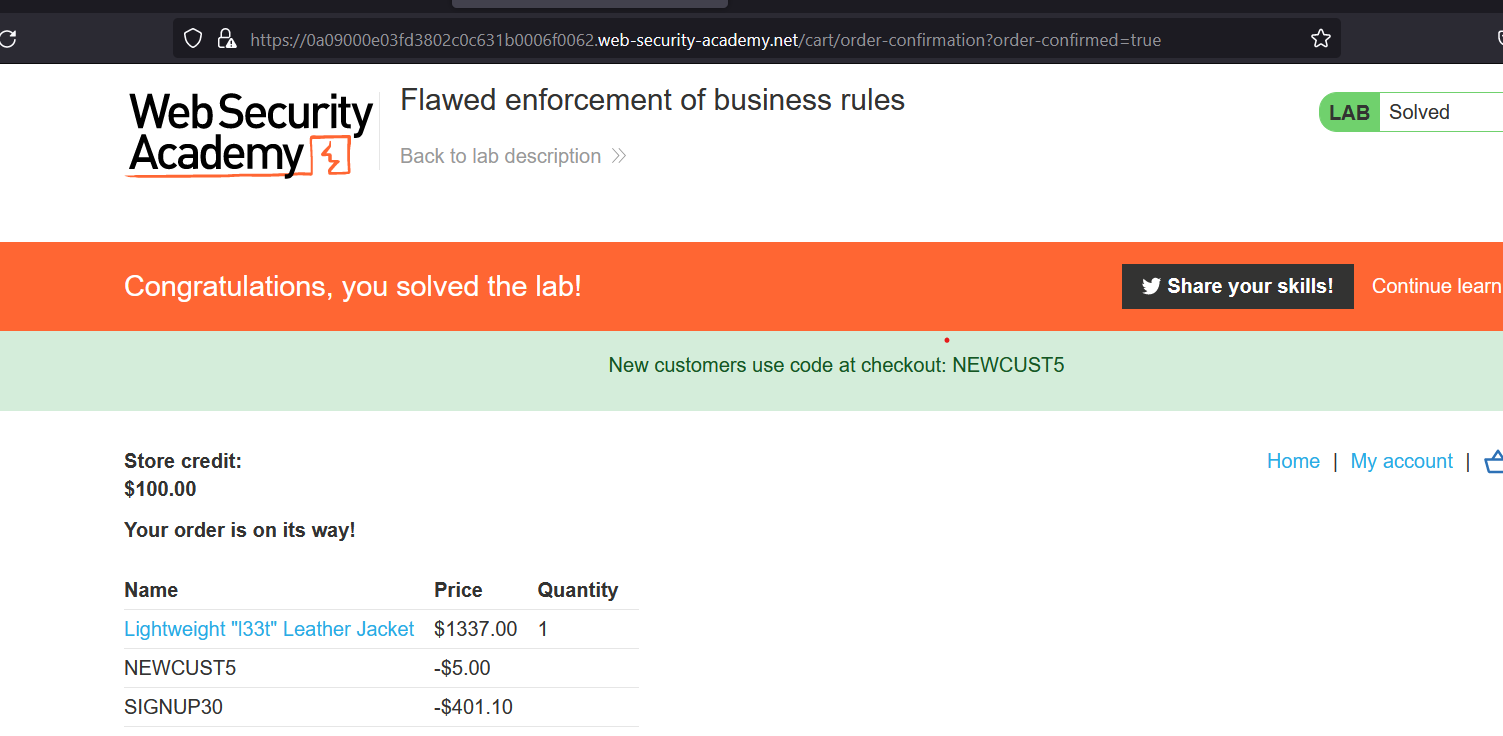 https://0a09000e03fd3802c0c631b0006f0062.web-security-academy.net/cart/order-confirmation?order-confirmed=true
Web Security
Academy
Flawed enforcement of business rules
Back to lab description
LAB Solved
Congratulations, you solved the lab!
Share your skills! Continue learn
New customers use code at checkout: NEWCUST5
Store credit:
$100.00
Home | My account |
Your order is on its way!
Name Price Quantity
Lightweight "l33t" Leather Jacket $1337.00 1
NEWCUST5 -$5.00
SIGNUP30 -$401.10